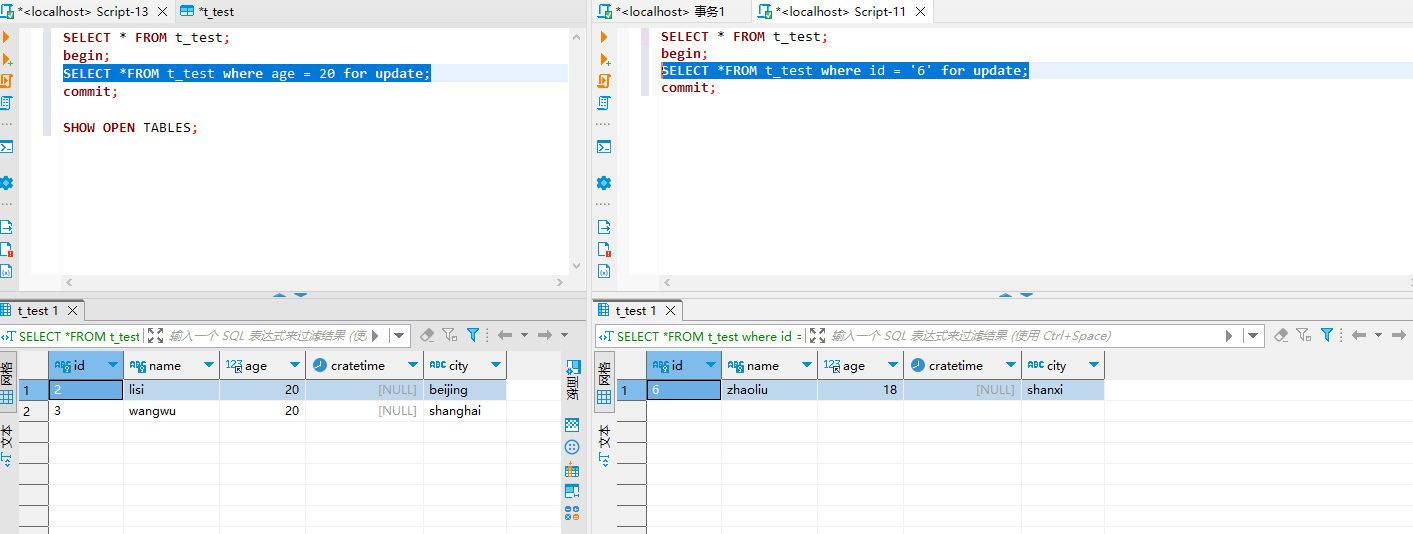 *<localhost> Script-13
*t_test
SELECT * FROM t_test;
begin;
SELECT *FROM t_test where age = 20 for update;
commit;
SHOW OPEN TABLES;
t_test 1
SELECT *FROM t_test
输入一个 SQL 表达式来过滤结果 (使
网格
文本
id name age cratetime city
1 2 lisi 20 [NULL] beijing
2 3 wangwu 20 [NULL] shanghai
面板
*<localhost> 事务1
*<localhost> Script-11
SELECT * FROM t_test;
begin;
SELECT *FROM t_test where id = '6' for update;
commit;
t_test 1
SELECT *FROM t_test where id =
输入一个 SQL 表达式来过滤结果 (使用 Ctrl+Space)
网格
文本
id name age cratetime city
1 6 zhaoliu 18 [NULL] shanxi